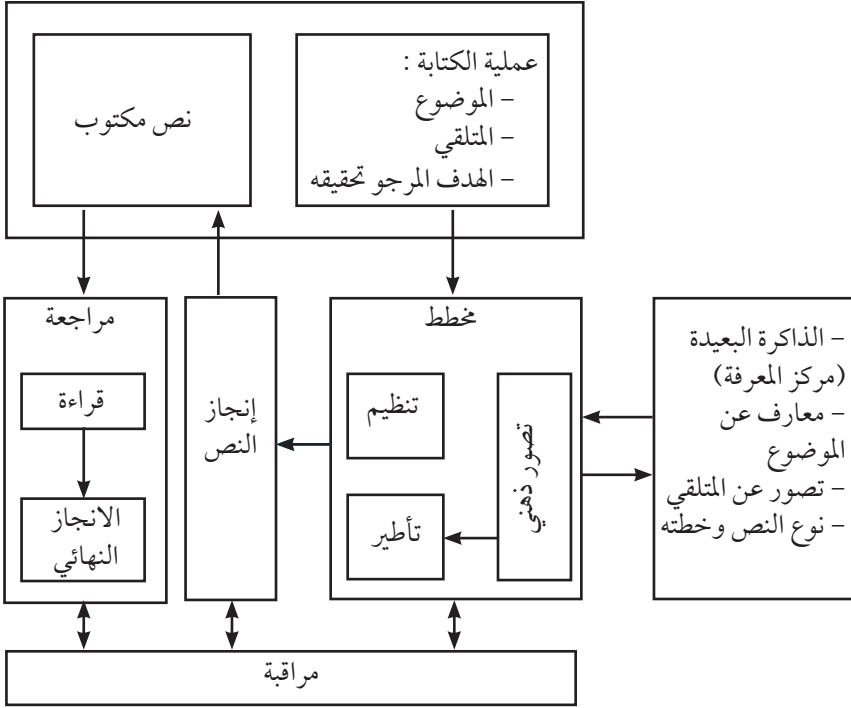 عملية الكتابة :
– الموضوع
– المتلقي
– الهدف المرجو تحقيقه
نص مكتوب
– الذاكرة البعيدة
(مركز المعرفة)
– معارف عن
الموضوع
– تصور عن المتلقي
– نوع النص وخطته
مخطط
تصور ذهني
تنظيم
تأطير
إنجاز
النص
مراجعة
قراءة
الانجاز
النهائي
مراقبة